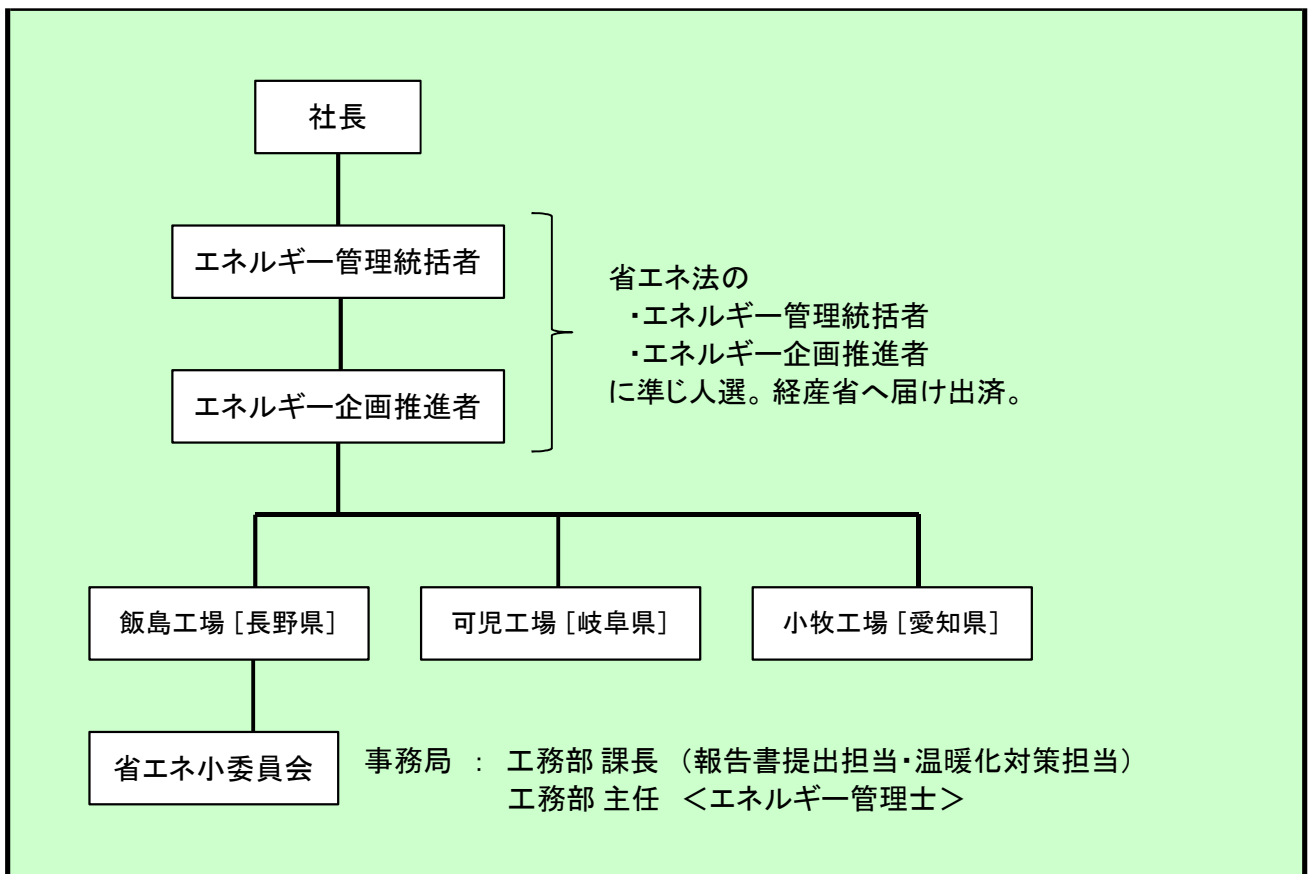 社長
エネルギー管理統括者
エネルギー企画推進者
省エネ法の
・エネルギー管理統括者
・エネルギー企画推進者
に準じ人選。経産省へ届け出済。
飯島工場［長野県］
可児工場［岐阜県］
小牧工場［愛知県］
省エネ小委員会
事務局 ： 工務部 課長 （報告書提出担当・温暖化対策担当）
工務部 主任 ＜エネルギー管理士＞